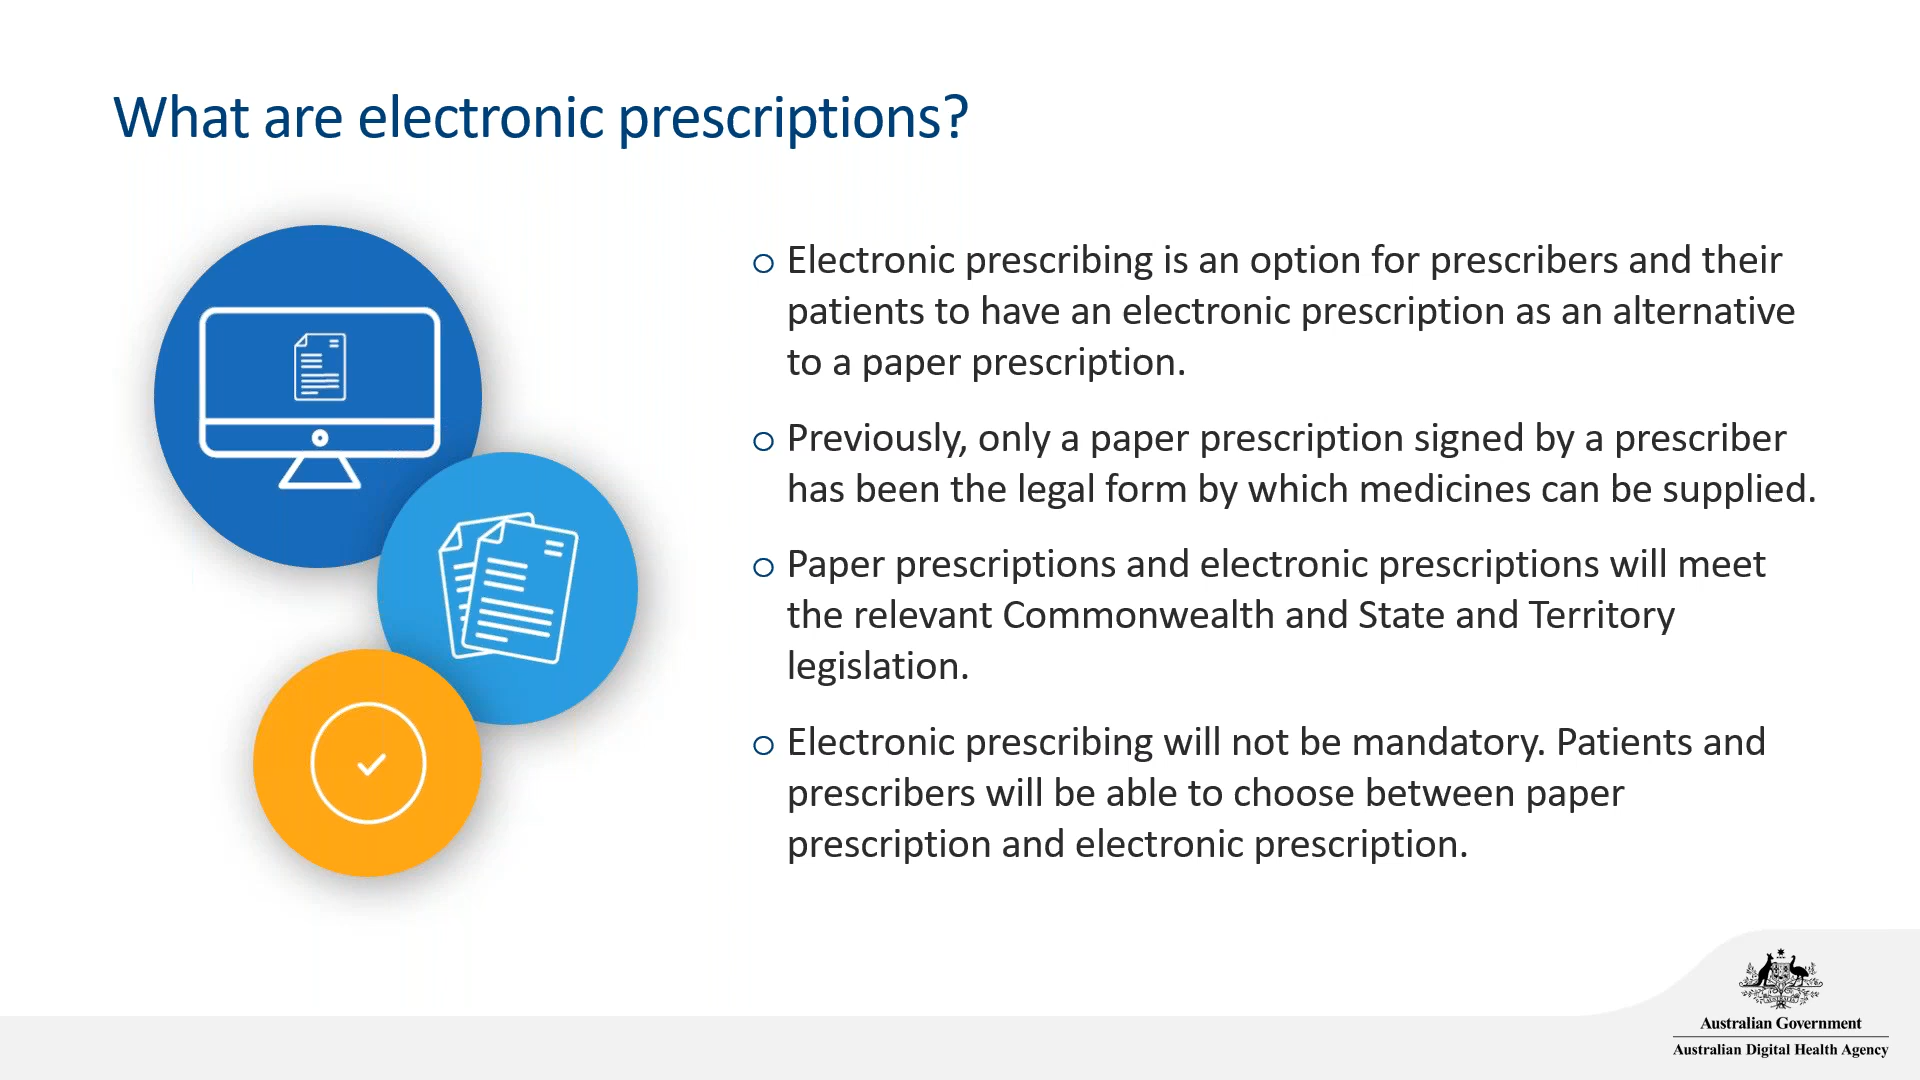 What are electronic prescriptions?
o Electronic prescribing is an option for prescribers and their
patients to have an electronic prescription as an alternative
to a paper prescription.
o Previously, only a paper prescription signed by a prescriber
has been the legal form by which medicines can be supplied.
o Paper prescriptions and electronic prescriptions will meet
the relevant Commonwealth and State and Territory
legislation.
o Electronic prescribing will not be mandatory. Patients and
prescribers will be able to choose between paper
prescription and electronic prescription.
Australian Government
Australian Digital Health Agency